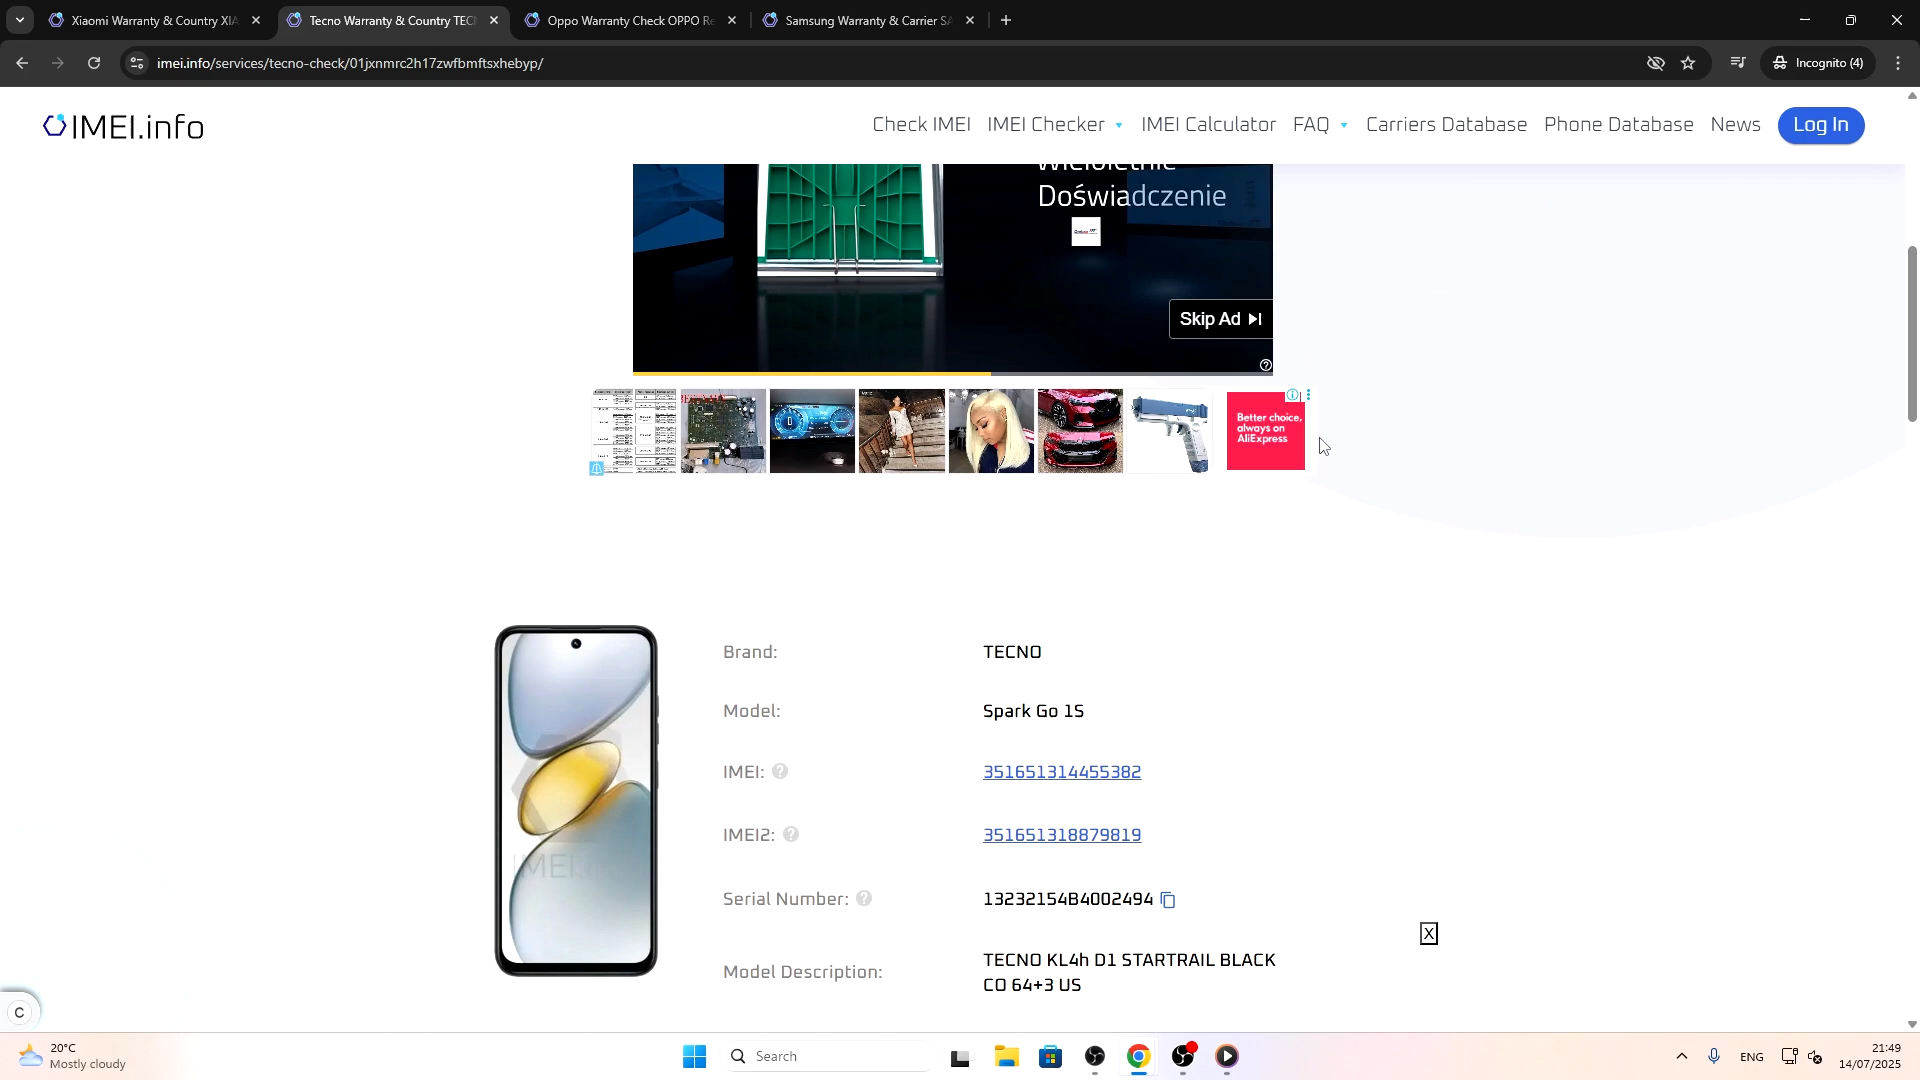 Xiaomi Warranty & Country XIA
Tecno Warranty & Country TECN
Oppo Warranty Check OPPO Re
Samsung Warranty & Carrier SA
imei.info/services/tecno-check/01jxnmrc2h17zwfbmftsxhebyp/
Incognito (4)
IMEI.info
Check IMEI IMEI Checker IMEI Calculator FAQ Carriers Database Phone Database News Log In
Wieloletnie
Doświadczenie
Skip Ad
Better choice,
always on
AliExpress
Brand: TECNO
Model: Spark Go 1S
IMEI: 351651314455382
IMEI2: 351651318879819
Serial Number: 13232154B4002494
X
Model Description: TECNO KL4h D1 STARTRAIL BLACK
CO 64+3 US
C
20°C
Mostly cloudy
Search
ENG
21:49
14/07/2025